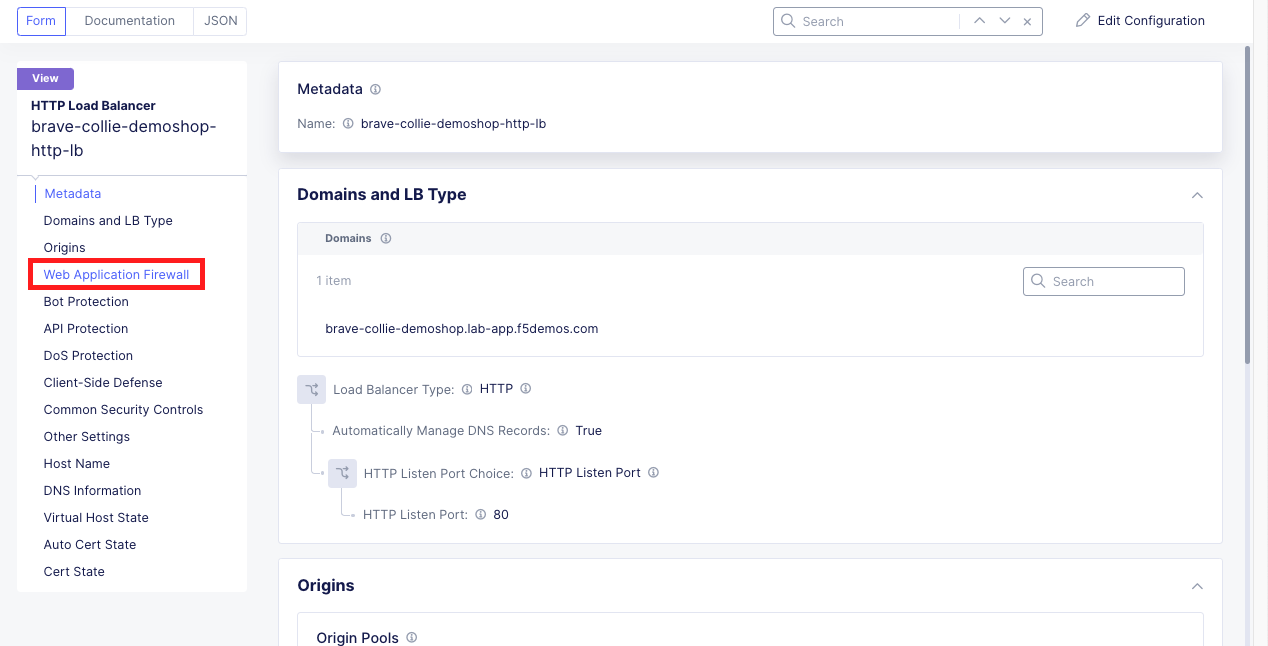 Form
Documentation
JSON
Search
Edit Configuration
View
HTTP Load Balancer
brave-collie-demoshop-
http-lb
Metadata
Domains and LB Type
Origins
Web Application Firewall
Bot Protection
API Protection
DoS Protection
Client-Side Defense
Common Security Controls
Other Settings
Host Name
DNS Information
Virtual Host State
Auto Cert State
Cert State
Metadata
Name: brave-collie-demoshop-http-lb
Domains and LB Type
Domains
1 item
Search
brave-collie-demoshop.lab-app.f5demos.com
Load Balancer Type: HTTP
Automatically Manage DNS Records: True
HTTP Listen Port Choice: HTTP Listen Port
HTTP Listen Port: 80
Origins
Origin Pools